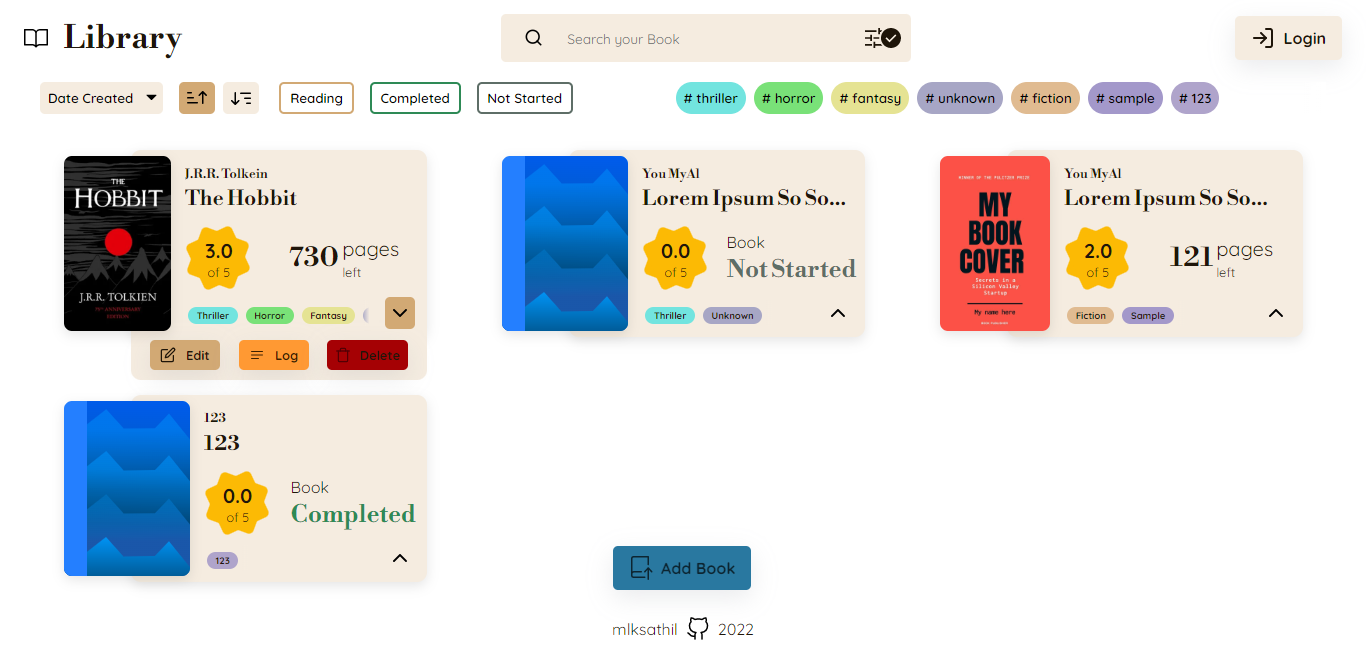 Library
Search your Book
Login
Date Created
Reading
Completed
Not Started
# thriller
# horror
# fantasy
# unknown
# fiction
# sample
# 123
THE
HOBBIT
J.R.R. TOLKIEN
75TH ANNIVERSARY
EDITION
J.R.R. Tolkein
The Hobbit
3.0
of 5
730 pages
left
Thriller
Horror
Fantasy
Edit
Log
Delete
You MyAl
Lorem Ipsum So So...
0.0
of 5
Book
Not Started
Thriller
Unknown
WINNER OF THE PULITZER PRIZE
MY
BOOK
COVER
Secrets in a
Silicon Valley
Startup
My name here
You MyAl
Lorem Ipsum So So...
2.0
of 5
121 pages
left
Fiction
Sample
123
123
0.0
of 5
Book
Completed
123
Add Book
mlksathil 2022